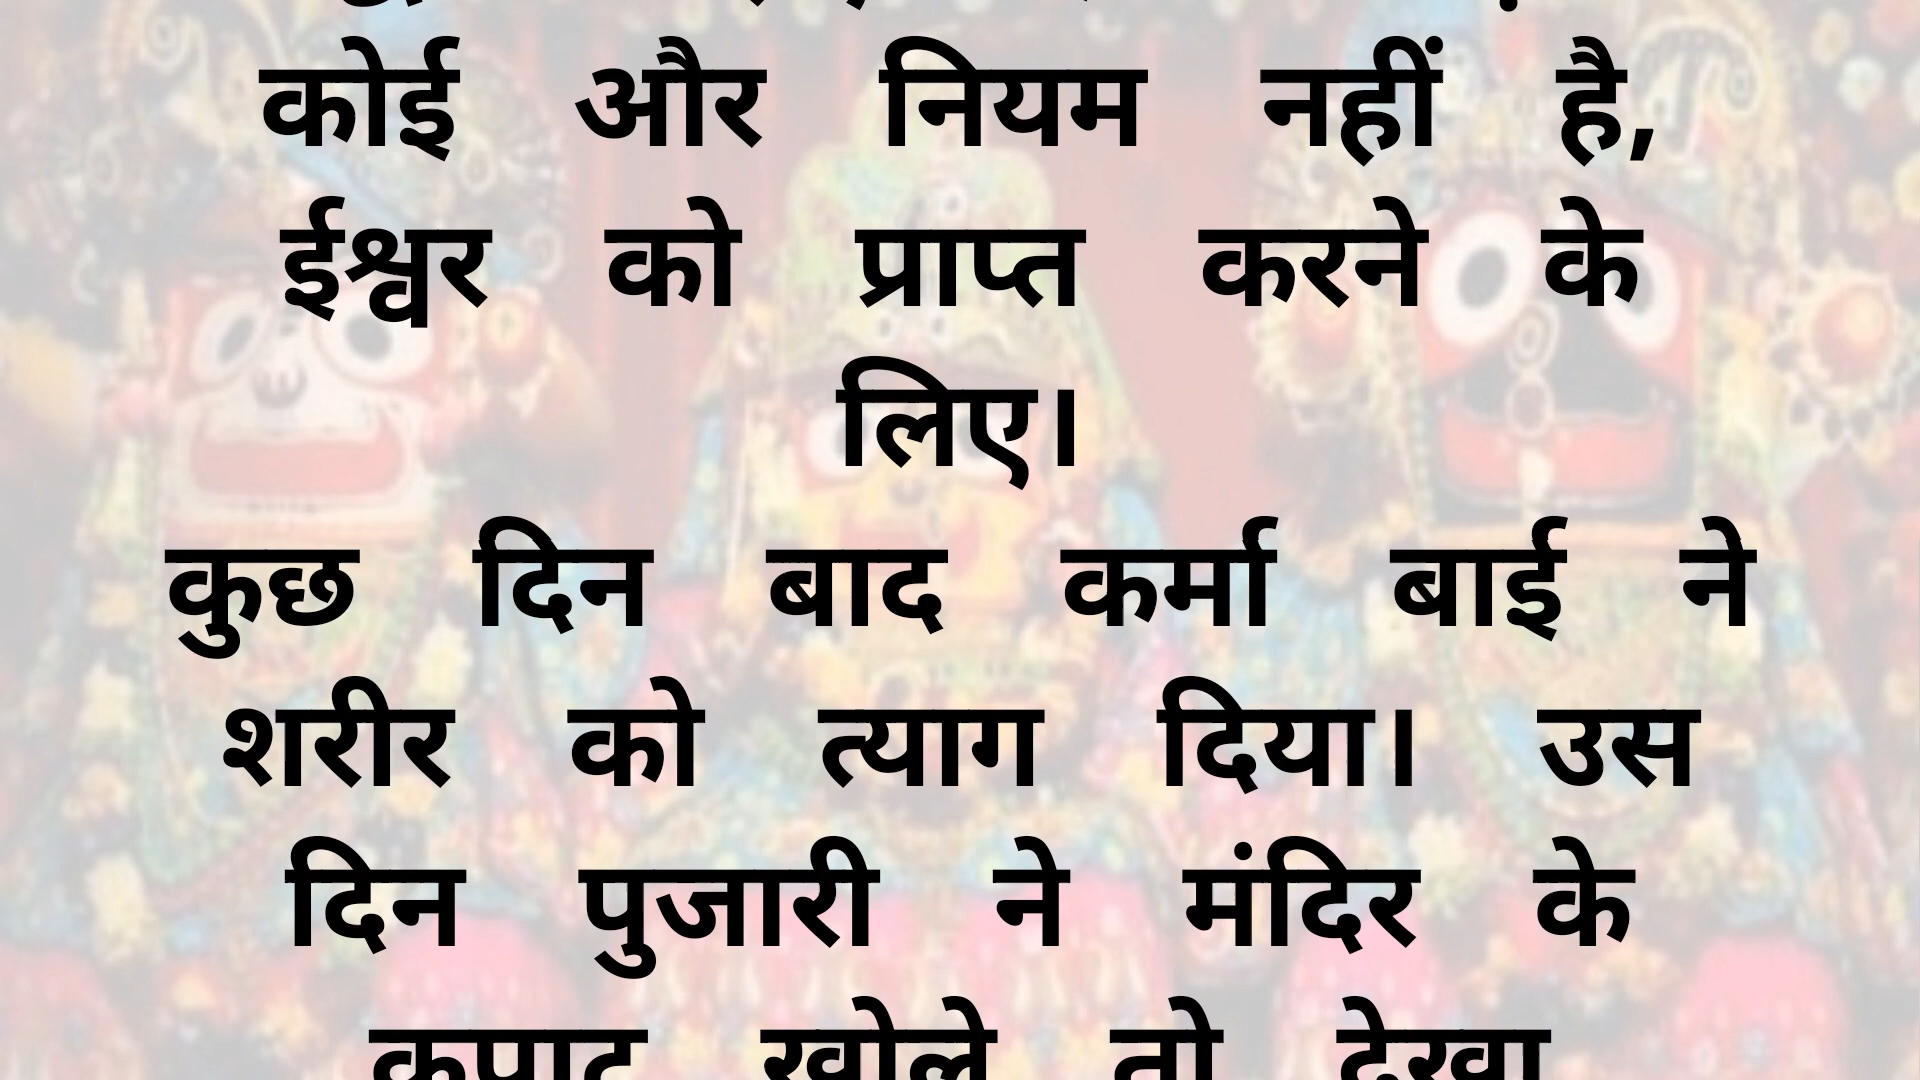 कोई और नियम नहीं है,
ईश्वर को प्राप्त करने के
लिए।
कुछ दिन बाद कर्मा बाई ने
शरीर को त्याग दिया। उस
दिन पुजारी ने मंदिर के
कपाट खोले तो देखा